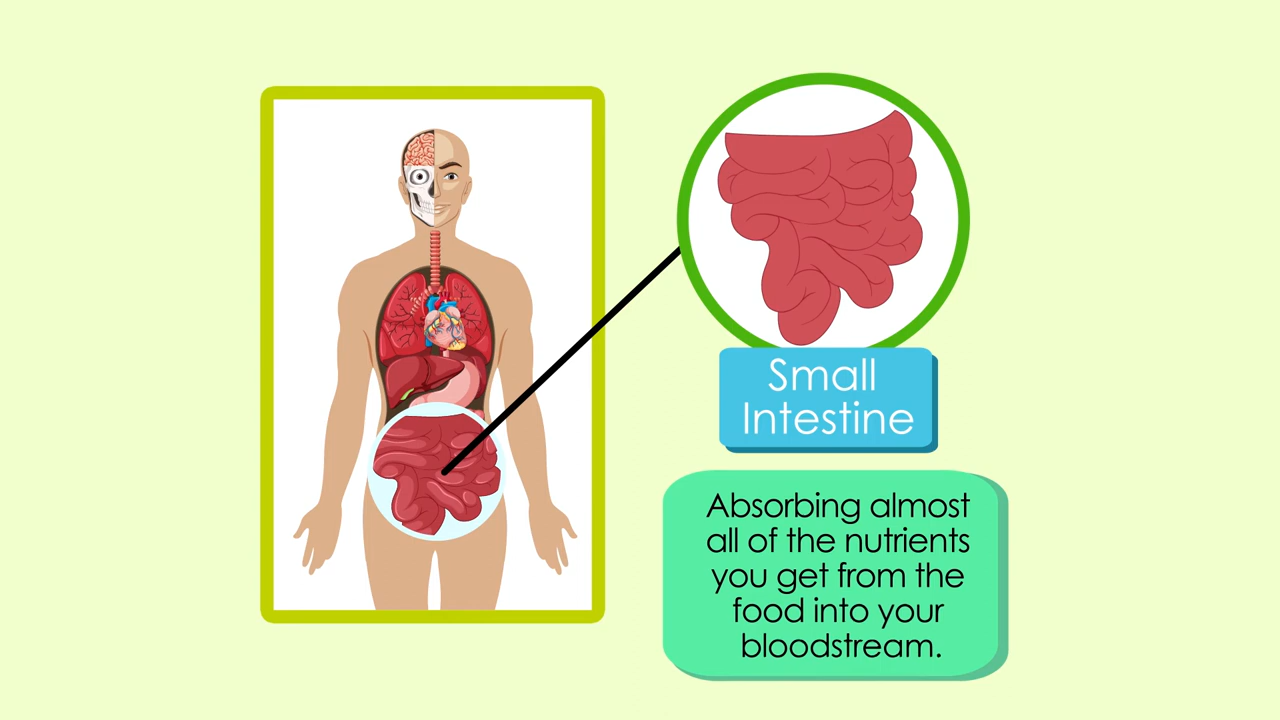 Small
Intestine
Absorbing almost
all of the nutrients
you get from the
food into your
bloodstream.